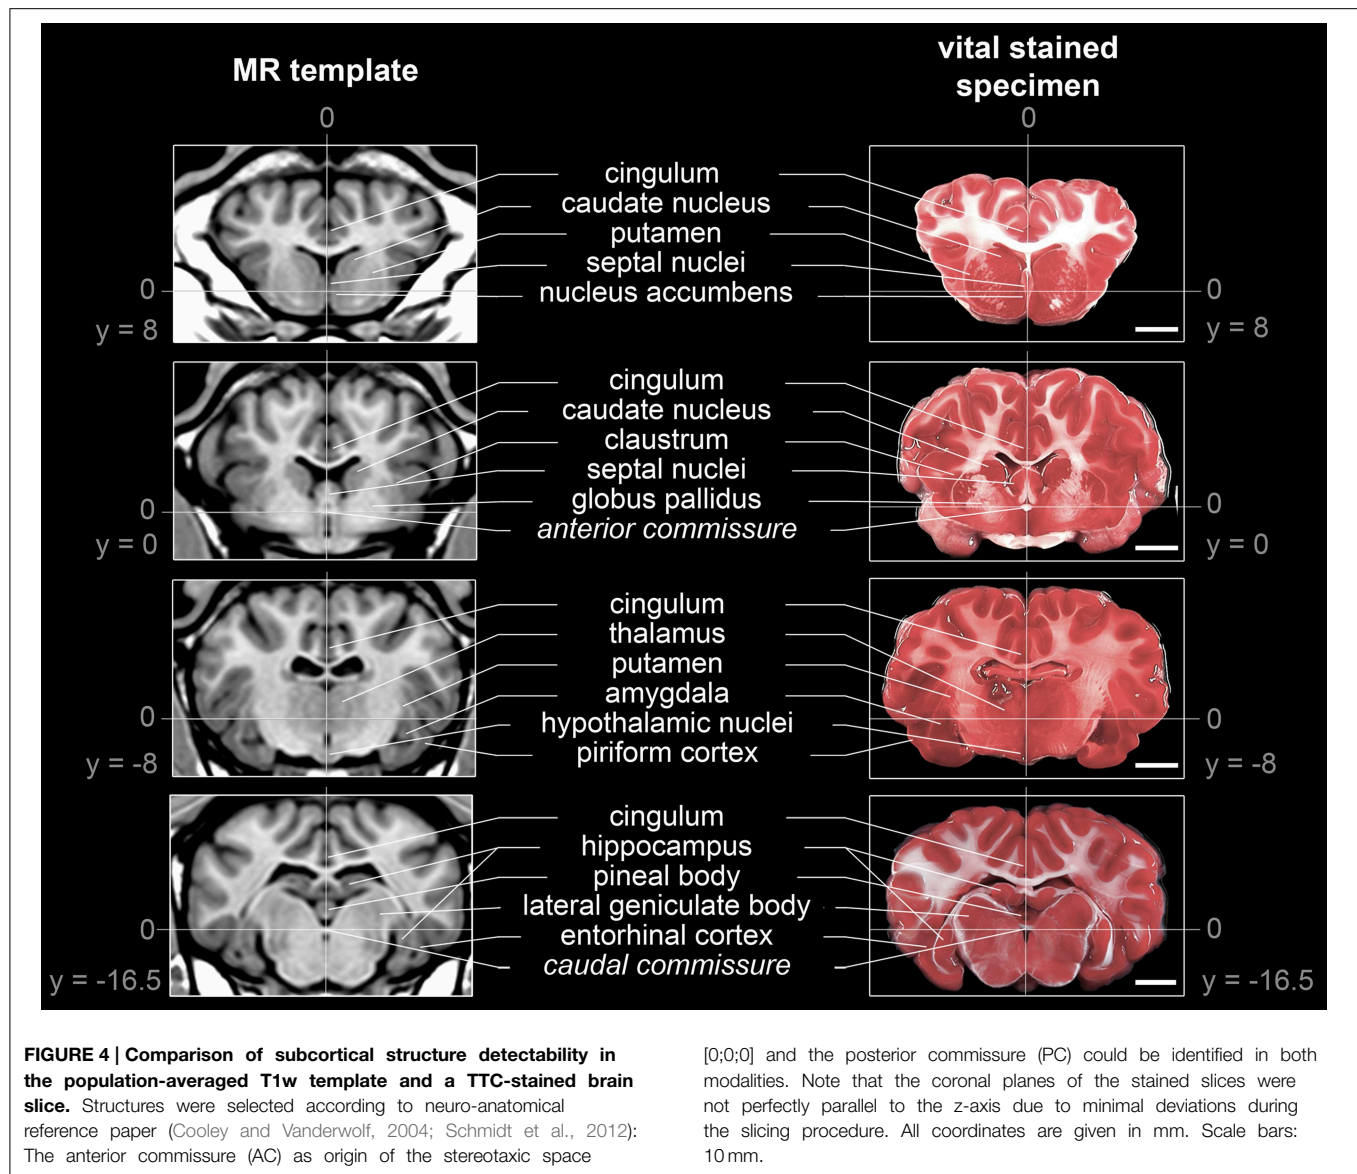 MR template
vital stained
specimen
0
0
cingulum
caudate nucleus
putamen
septal nuclei
nucleus accumbens
0
0
y = 8
y = 8
cingulum
caudate nucleus
claustrum
septal nuclei
globus pallidus
anterior commissure
0
0
y = 0
y = 0
cingulum
thalamus
putamen
amygdala
hypothalamic nuclei
piriform cortex
0
0
y = -8
y = -8
cingulum
hippocampus
pineal body
lateral geniculate body
entorhinal cortex
caudal commissure
0
0
y = -16.5
y = -16.5
FIGURE 4 | Comparison of subcortical structure detectability in
the population-averaged T1w template and a TTC-stained brain
slice. Structures were selected according to neuro-anatomical
reference paper (Cooley and Vanderwolf, 2004; Schmidt et al., 2012):
The anterior commissure (AC) as origin of the stereotaxic space
[0;0;0] and the posterior commissure (PC) could be identified in both
modalities. Note that the coronal planes of the stained slices were
not perfectly parallel to the z-axis due to minimal deviations during
the slicing procedure. All coordinates are given in mm. Scale bars:
10 mm.